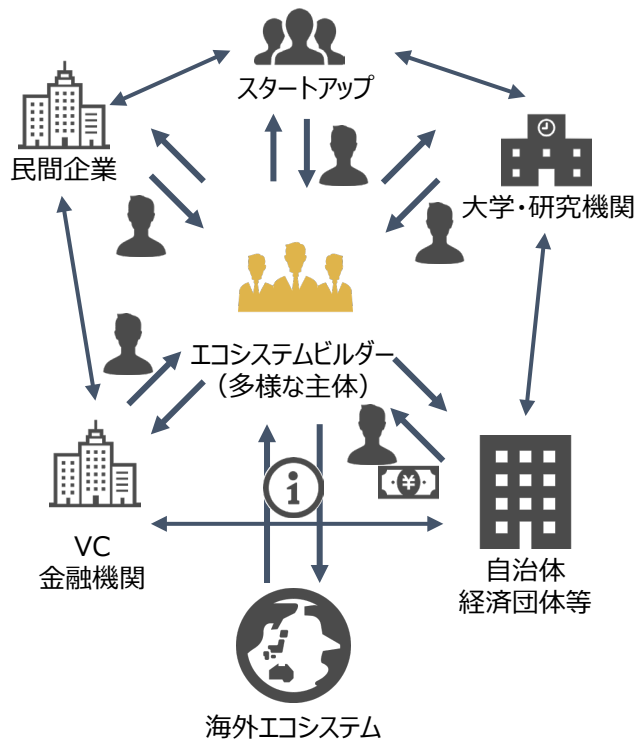 スタートアップ
民間企業
大学・研究機関
エコシステムビルダー
（多様な主体）
i
¥
VC
金融機関
自治体
経済団体等
海外エコシステム